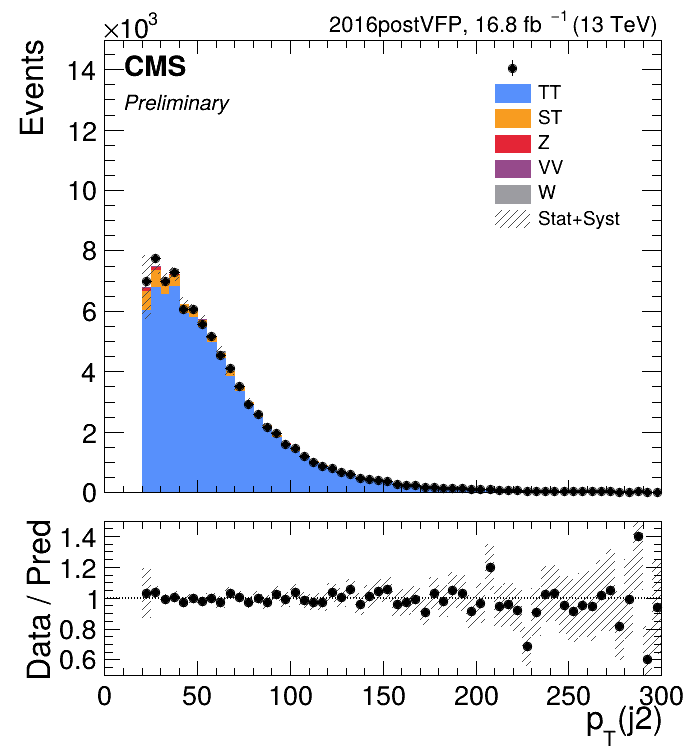 ×10³
2016postVFP, 16.8 fb ⁻¹ (13 TeV)
Events
CMS
Preliminary
TT
ST
Z
VV
W
Stat+Syst
14
12
10
8
6
4
2
0
Data / Pred
1.4
1.2
1
0.8
0.6
0 50 100 150 200 250 300
p_T(j2)